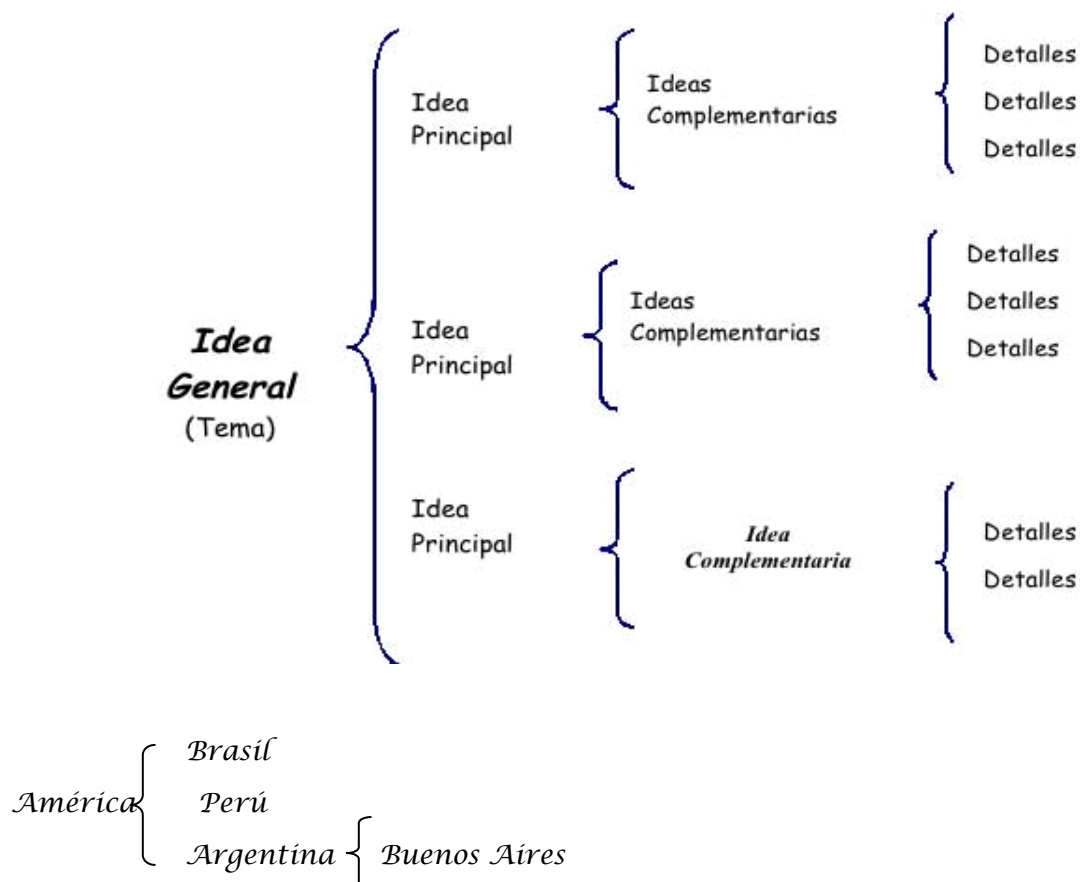 Idea
General
(Tema)
Idea
Principal
Ideas
Complementarias
Detalles
Detalles
Detalles
Idea
Principal
Ideas
Complementarias
Detalles
Detalles
Detalles
Idea
Principal
Idea
Complementaria
Detalles
Detalles
América
Brasil
Perú
Argentina
Buenos Aires